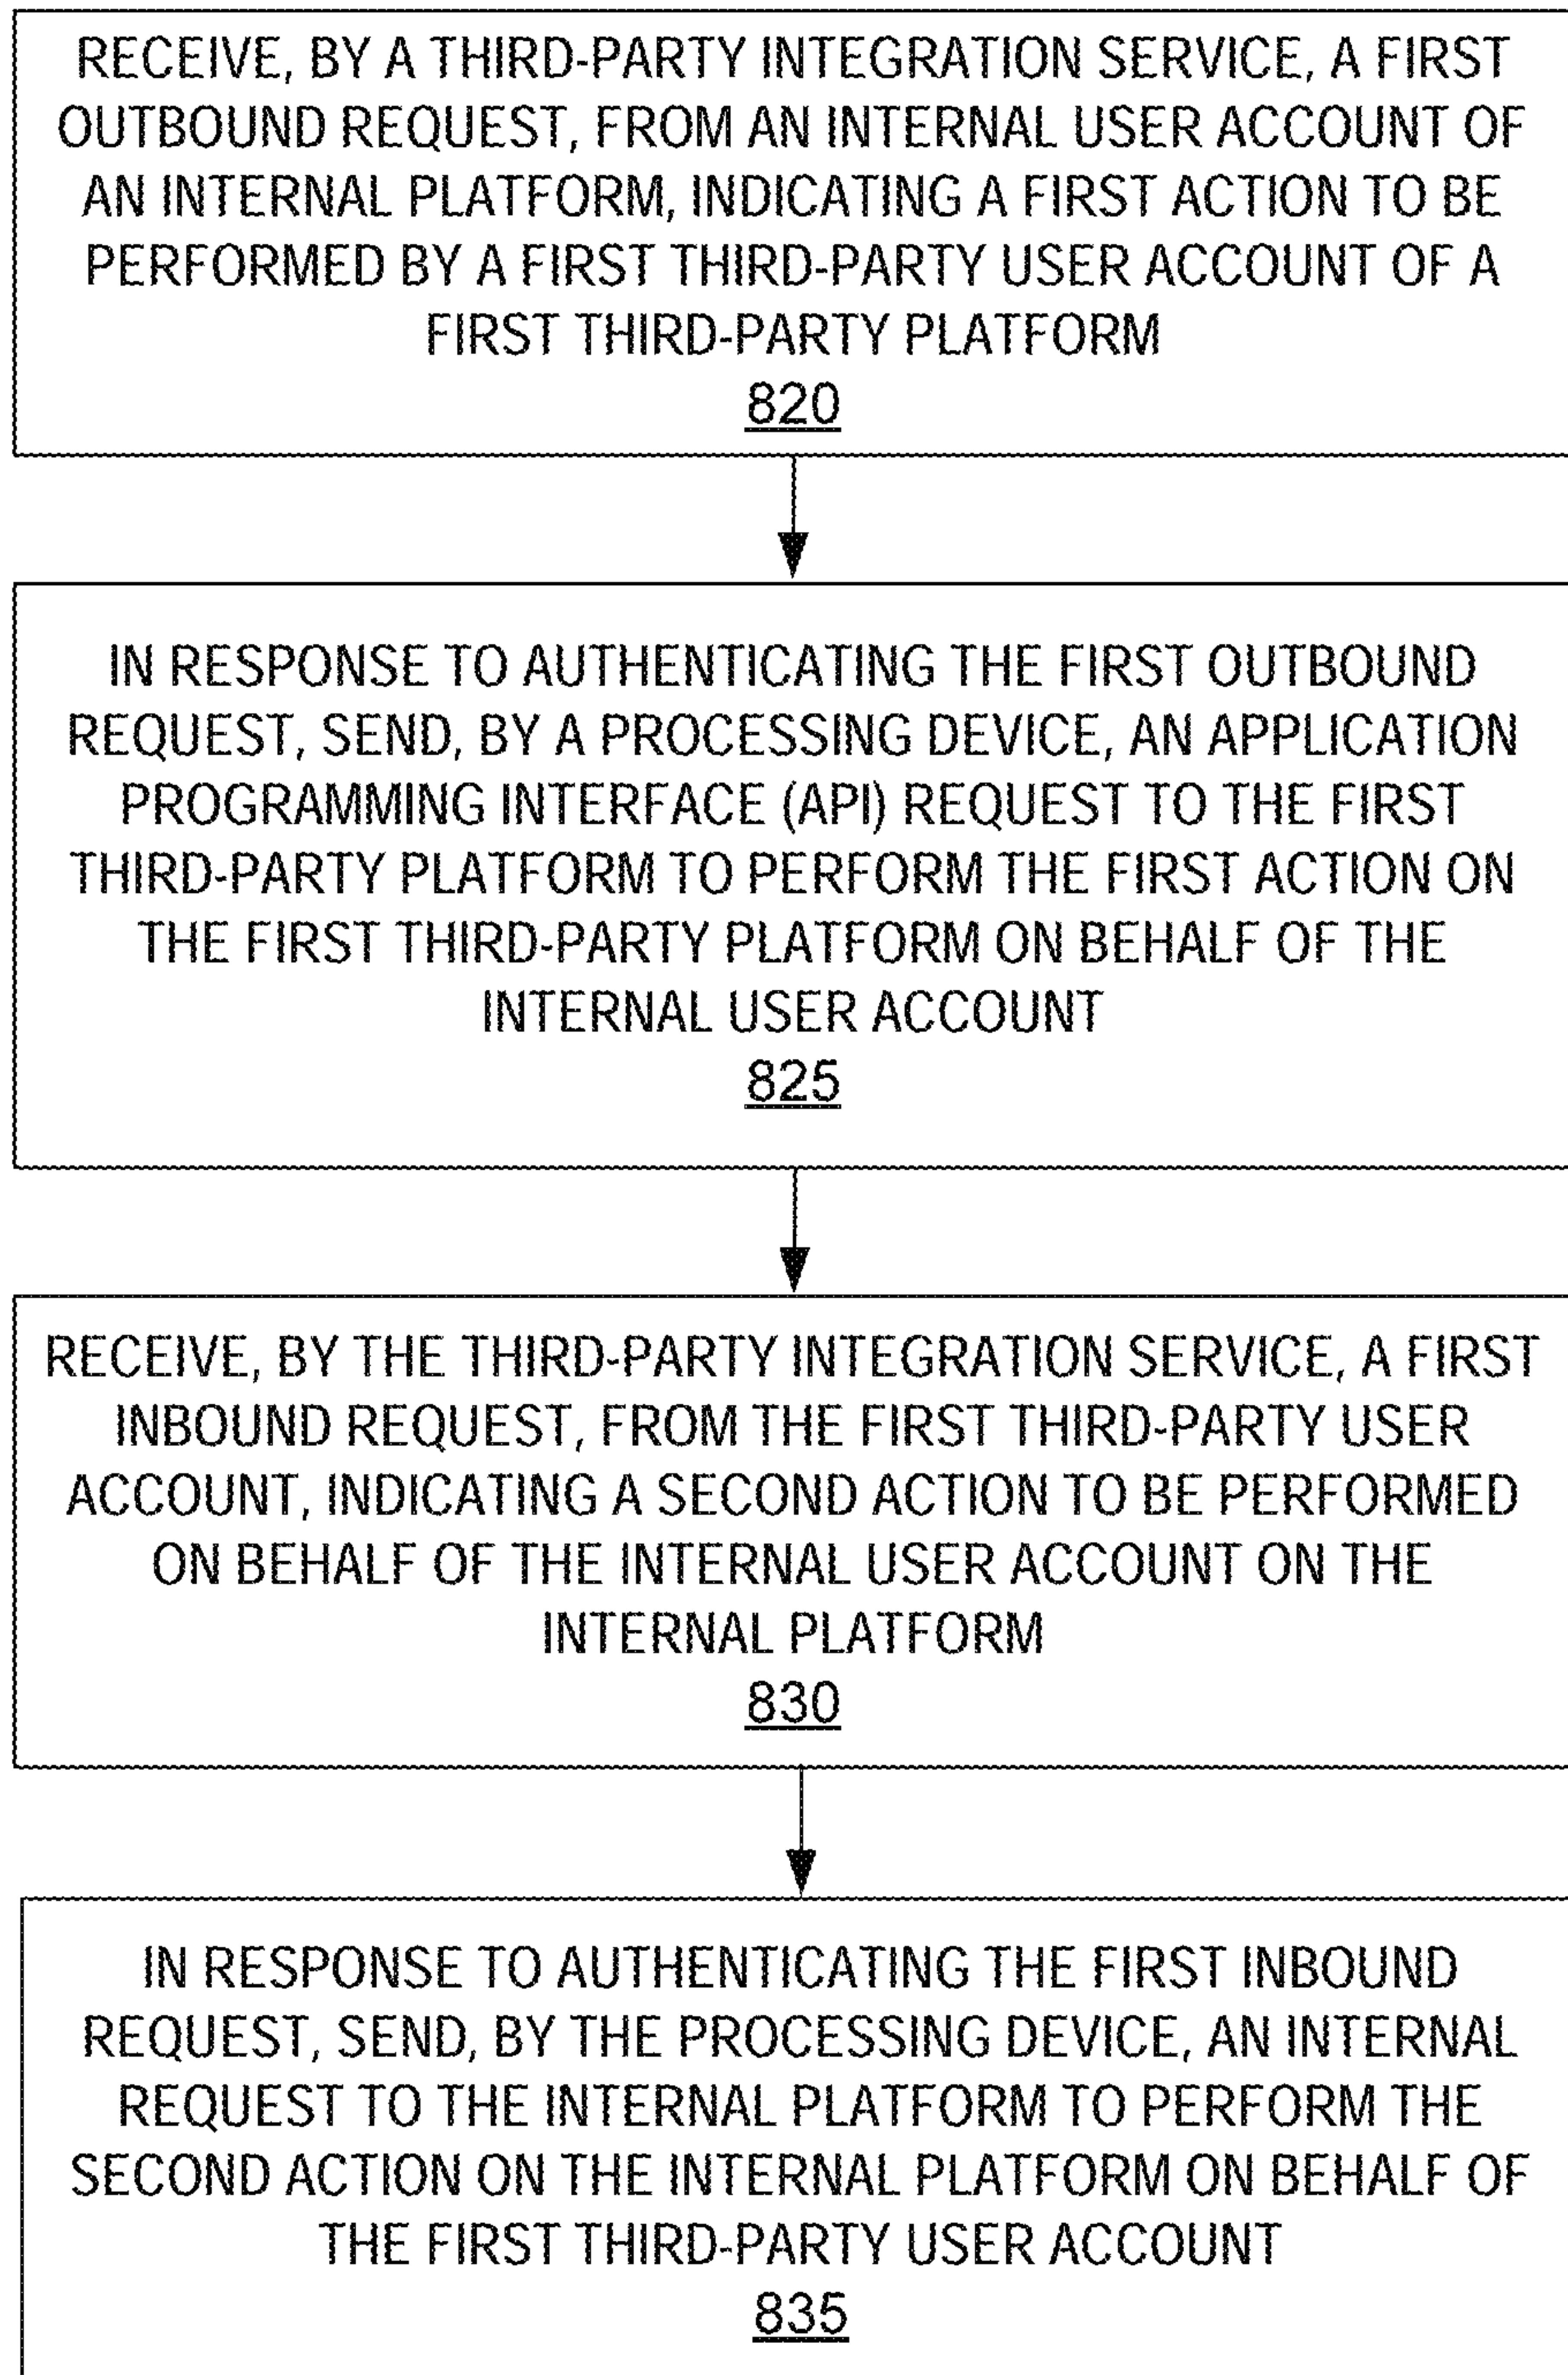 RECEIVE, BY A THIRD-PARTY INTEGRATION SERVICE, A FIRST
OUTBOUND REQUEST, FROM AN INTERNAL USER ACCOUNT OF
AN INTERNAL PLATFORM, INDICATING A FIRST ACTION TO BE
PERFORMED BY A FIRST THIRD-PARTY USER ACCOUNT OF A
FIRST THIRD-PARTY PLATFORM
820
IN RESPONSE TO AUTHENTICATING THE FIRST OUTBOUND
REQUEST, SEND, BY A PROCESSING DEVICE, AN APPLICATION
PROGRAMMING INTERFACE (API) REQUEST TO THE FIRST
THIRD-PARTY PLATFORM TO PERFORM THE FIRST ACTION ON
THE FIRST THIRD-PARTY PLATFORM ON BEHALF OF THE
INTERNAL USER ACCOUNT
825
RECEIVE, BY THE THIRD-PARTY INTEGRATION SERVICE, A FIRST
INBOUND REQUEST, FROM THE FIRST THIRD-PARTY USER
ACCOUNT, INDICATING A SECOND ACTION TO BE PERFORMED
ON BEHALF OF THE INTERNAL USER ACCOUNT ON THE
INTERNAL PLATFORM
830
IN RESPONSE TO AUTHENTICATING THE FIRST INBOUND
REQUEST, SEND, BY THE PROCESSING DEVICE, AN INTERNAL
REQUEST TO THE INTERNAL PLATFORM TO PERFORM THE
SECOND ACTION ON THE INTERNAL PLATFORM ON BEHALF OF
THE FIRST THIRD-PARTY USER ACCOUNT
835